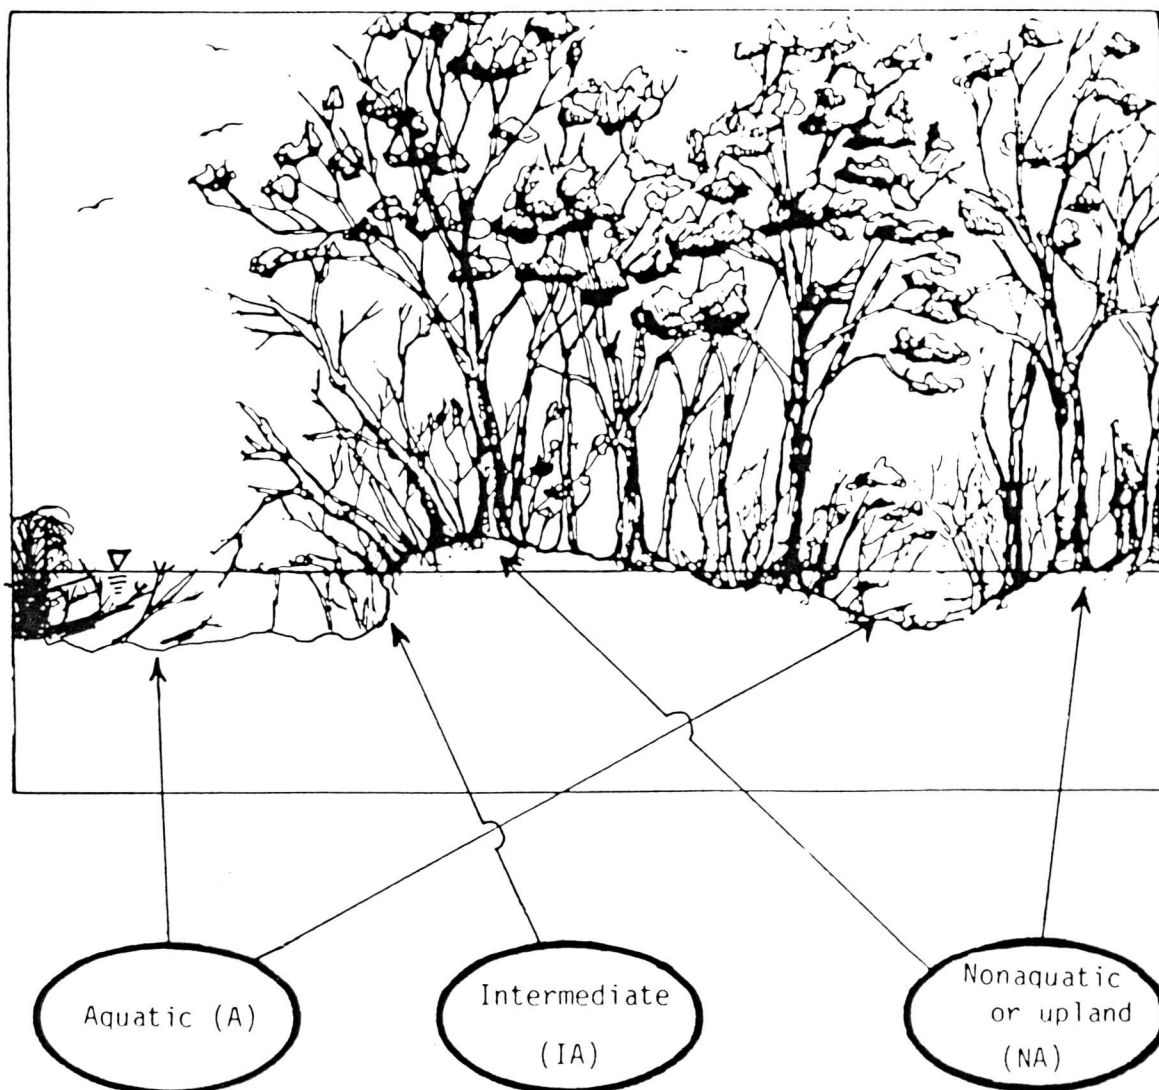 Aquatic (A)
Intermediate
(IA)
Nonaquatic
or upland
(NA)